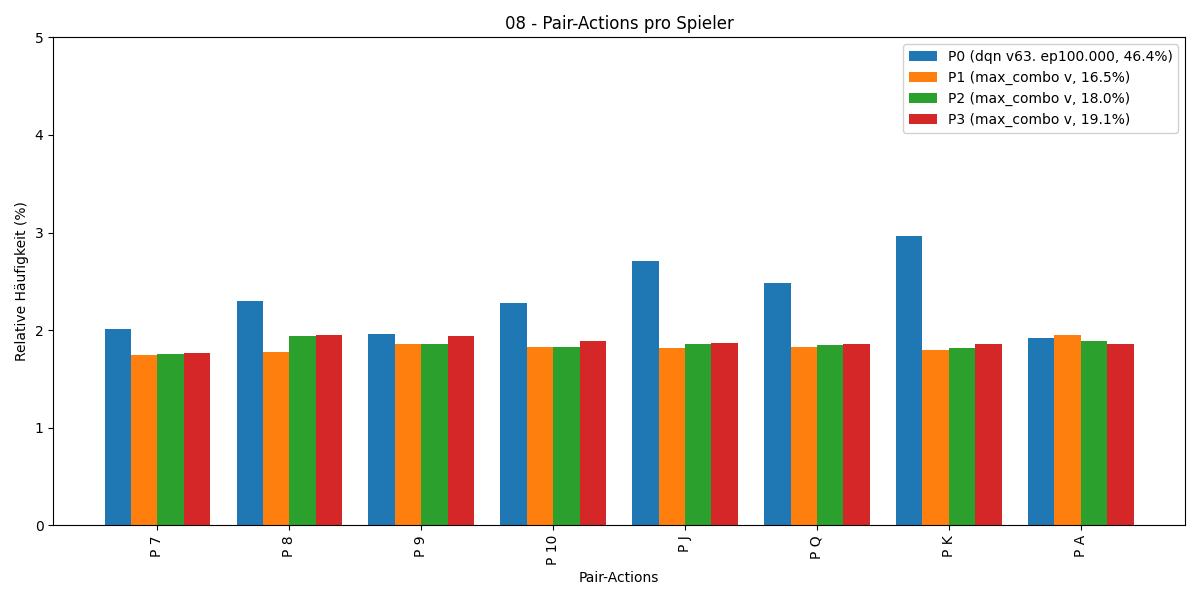 08 - Pair-Actions pro Spieler
P0 (dqn v63. ep100.000, 46.4%)
P1 (max_combo v, 16.5%)
P2 (max_combo v, 18.0%)
P3 (max_combo v, 19.1%)
Relative Häufigkeit (%)
5
4
3
2
1
0
P 7
P 8
P 9
P 10
P J
P Q
P K
P A
Pair-Actions